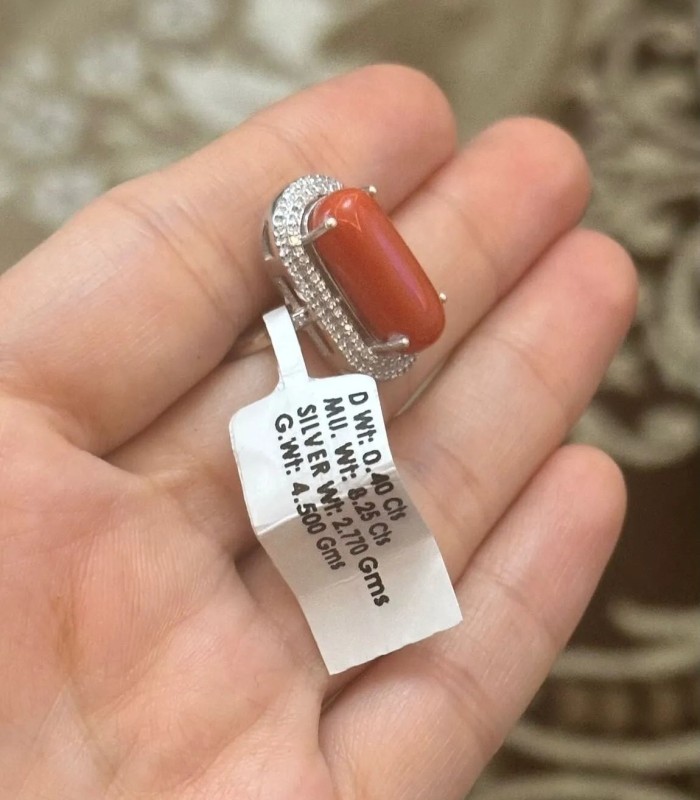 D Wt: 0.40 Cts
MU. Wt: 8.25 Cts
SILVER Wt: 2.770 Gms
G.Wt: 4.500 Gms